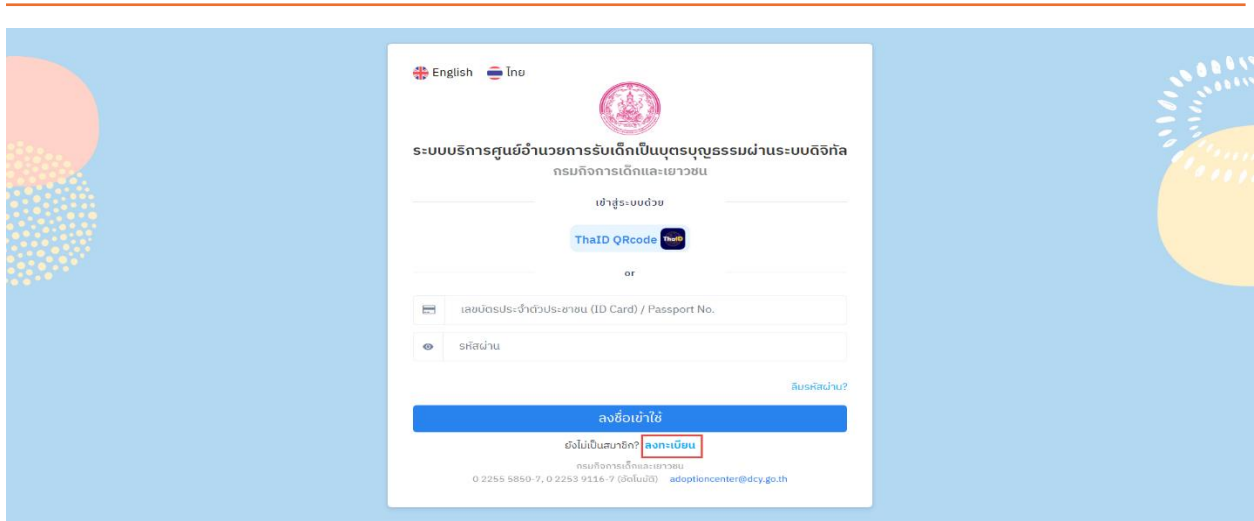 English ไทย
ระบบบริการศูนย์อำนวยการรับเด็กเป็นบุตรบุญธรรมผ่านระบบดิจิทัล
กรมกิจการเด็กและเยาวชน
เข้าสู่ระบบด้วย
ThaID QRcode ThaID
or
เลขบัตรประจำตัวประชาชน (ID Card) / Passport No.
รหัสผ่าน
ลืมรหัสผ่าน?
ลงชื่อเข้าใช้
ยังไม่เป็นสมาชิก? ลงทะเบียน
กรมกิจการเด็กและเยาวชน
0 2255 5850-7, 0 2253 9116-7 (อัตโนมัติ) adoptioncenter@dcy.go.th